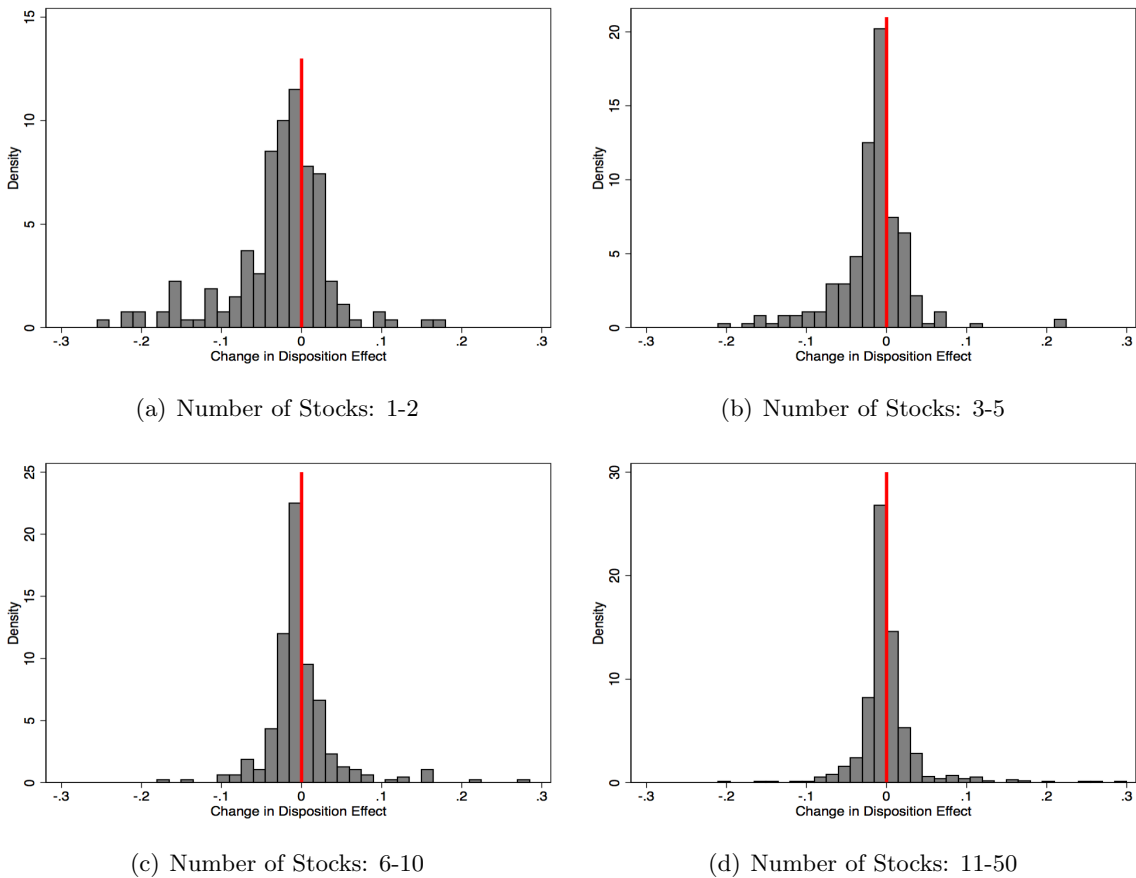 15
10
5
0
Density
-.3 -.2 -.1 0 .1 .2 .3
Change in Disposition Effect
(a) Number of Stocks: 1-2
20
15
10
5
0
Density
-.3 -.2 -.1 0 .1 .2 .3
Change in Disposition Effect
(b) Number of Stocks: 3-5
25
20
15
10
5
0
Density
-.3 -.2 -.1 0 .1 .2 .3
Change in Disposition Effect
(c) Number of Stocks: 6-10
30
20
10
0
Density
-.3 -.2 -.1 0 .1 .2 .3
Change in Disposition Effect
(d) Number of Stocks: 11-50